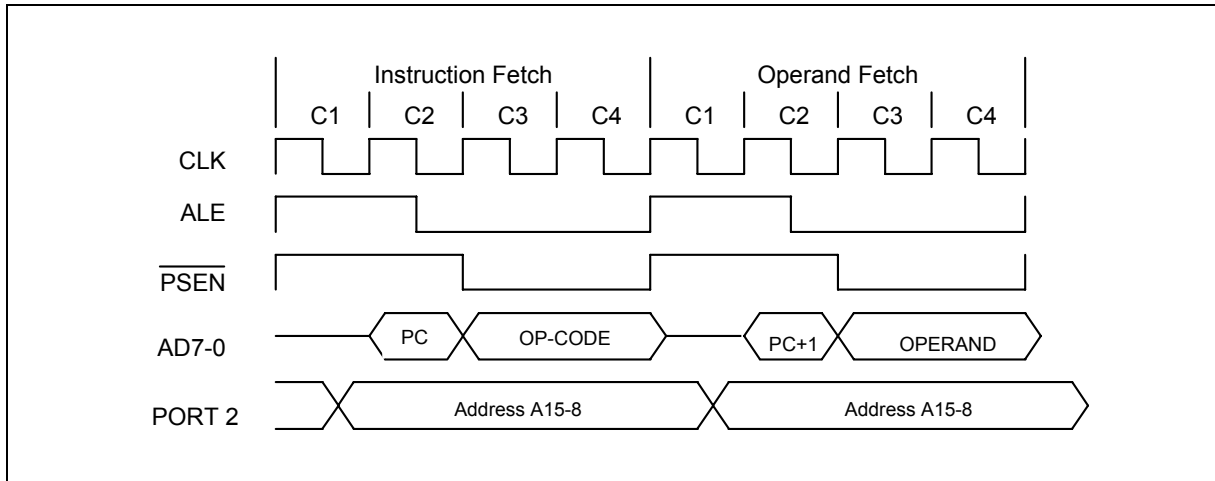 Instruction Fetch Operand Fetch
C1 C2 C3 C4 C1 C2 C3 C4
CLK
ALE
PSEN
AD7-0 PC OP-CODE PC+1 OPERAND
PORT 2 Address A15-8 Address A15-8